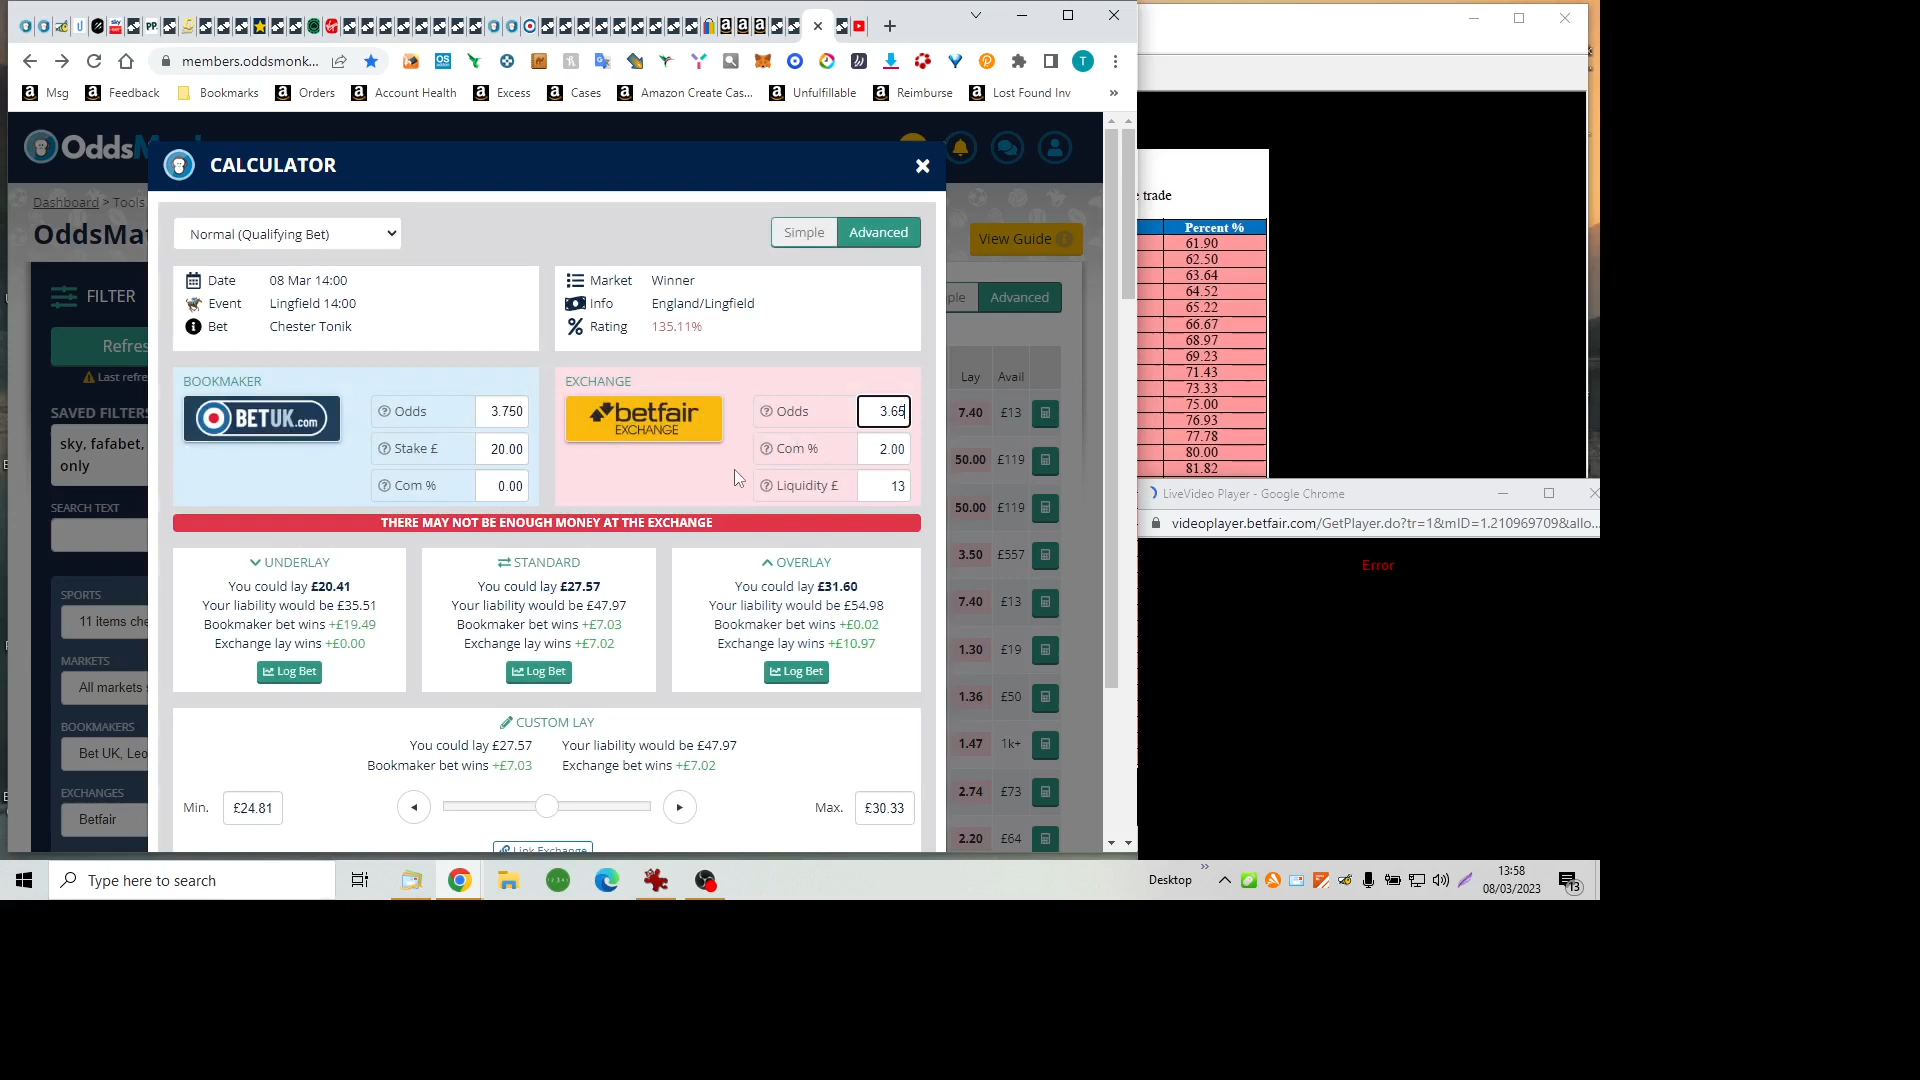 members.oddsmonk...
T
Msg
Feedback
Bookmarks
Orders
Account Health
Excess
Cases
Amazon Create Cas...
Unfulfillable
Reimburse
Lost Found Inv
»
OddsM
CALCULATOR
Dashboard > Tools
OddsMa
View Guide
Normal (Qualifying Bet)
Simple
Advanced
Date 08 Mar 14:00
Event Lingfield 14:00
Bet Chester Tonik
Market Winner
Info England/Lingfield
Rating 135.11%
FILTER
Refres
Last refre
SAVED FILTERS
sky, fafabet,
only
SEARCH TEXT
SPORTS
11 items che
MARKETS
All markets s
BOOKMAKERS
Bet UK, Leo
EXCHANGES
Betfair
BOOKMAKER
BETUK.com
Odds 3.750
Stake £ 20.00
Com % 0.00
EXCHANGE
betfair
EXCHANGE
Odds 3.65
Com % 2.00
Liquidity £ 13
THERE MAY NOT BE ENOUGH MONEY AT THE EXCHANGE
UNDERLAY
You could lay £20.41
Your liability would be £35.51
Bookmaker bet wins +£19.49
Exchange lay wins +£0.00
Log Bet
STANDARD
You could lay £27.57
Your liability would be £47.97
Bookmaker bet wins +£7.03
Exchange lay wins +£7.02
Log Bet
OVERLAY
You could lay £31.60
Your liability would be £54.98
Bookmaker bet wins +£0.02
Exchange lay wins +£10.97
Log Bet
CUSTOM LAY
You could lay £27.57 Your liability would be £47.97
Bookmaker bet wins +£7.03 Exchange bet wins +£7.02
Min. £24.81
Max. £30.33
Link Exchange
ple
Advanced
Lay Avail
7.40 £13
50.00 £119
50.00 £119
3.50 £557
7.40 £13
1.30 £19
1.36 £50
1.47 1k+
2.74 £73
2.20 £64
e trade
Percent %
61.90
62.50
63.64
64.52
65.22
66.67
68.97
69.23
71.43
73.33
75.00
76.93
77.78
80.00
81.82
LiveVideo Player - Google Chrome
videoplayer.betfair.com/GetPlayer.do?tr=1&mID=1.210969709&allo...
Error
Type here to search
Desktop
»
13:58
08/03/2023
13